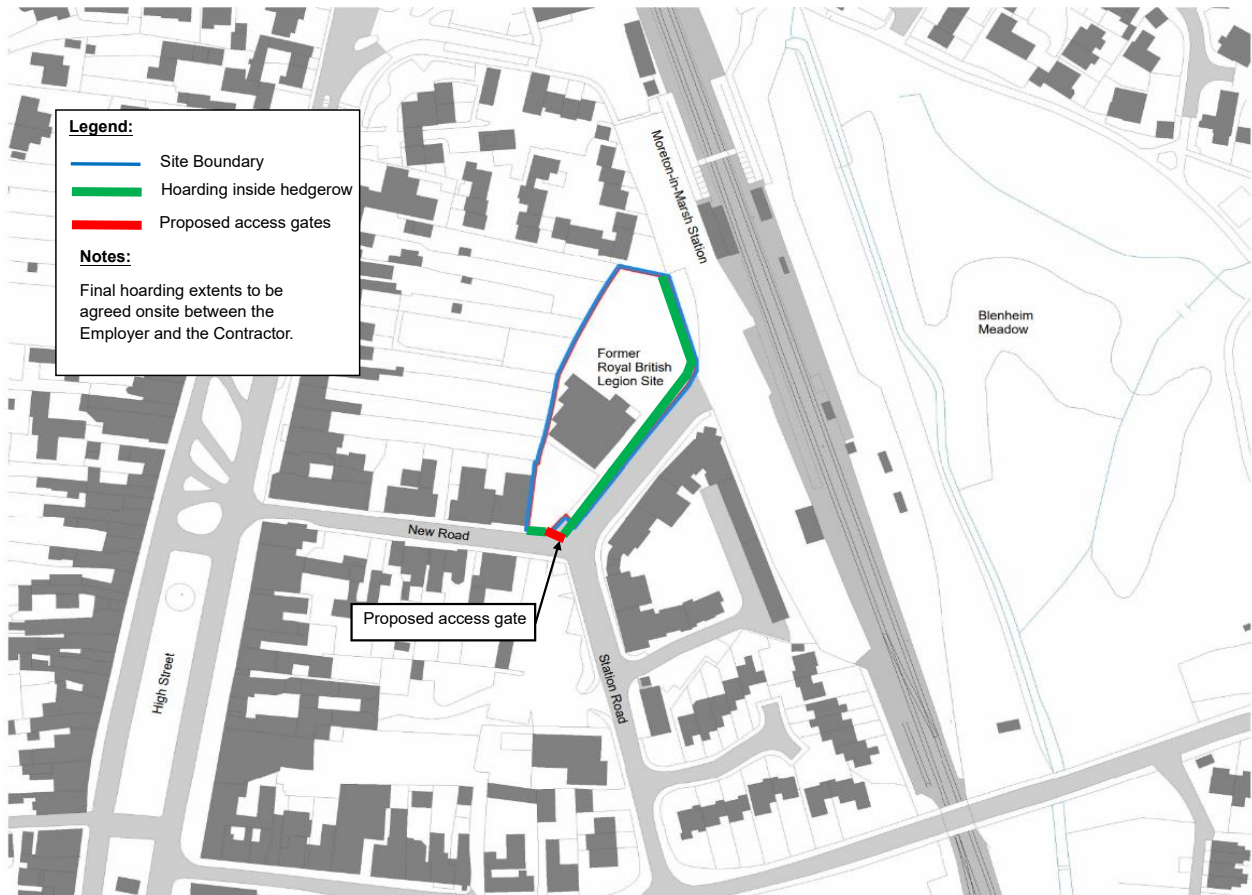 Legend:
Site Boundary
Hoarding inside hedgerow
Proposed access gates
Notes:
Final hoarding extents to be
agreed onsite between the
Employer and the Contractor.
Moreton-in-Marsh Station
Blenheim
Meadow
Former
Royal British
Legion Site
New Road
Proposed access gate
High Street
Station Road